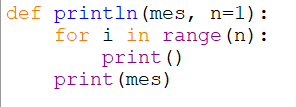 def println(mes, n=1):
    for i in range(n):
        print()
    print(mes)